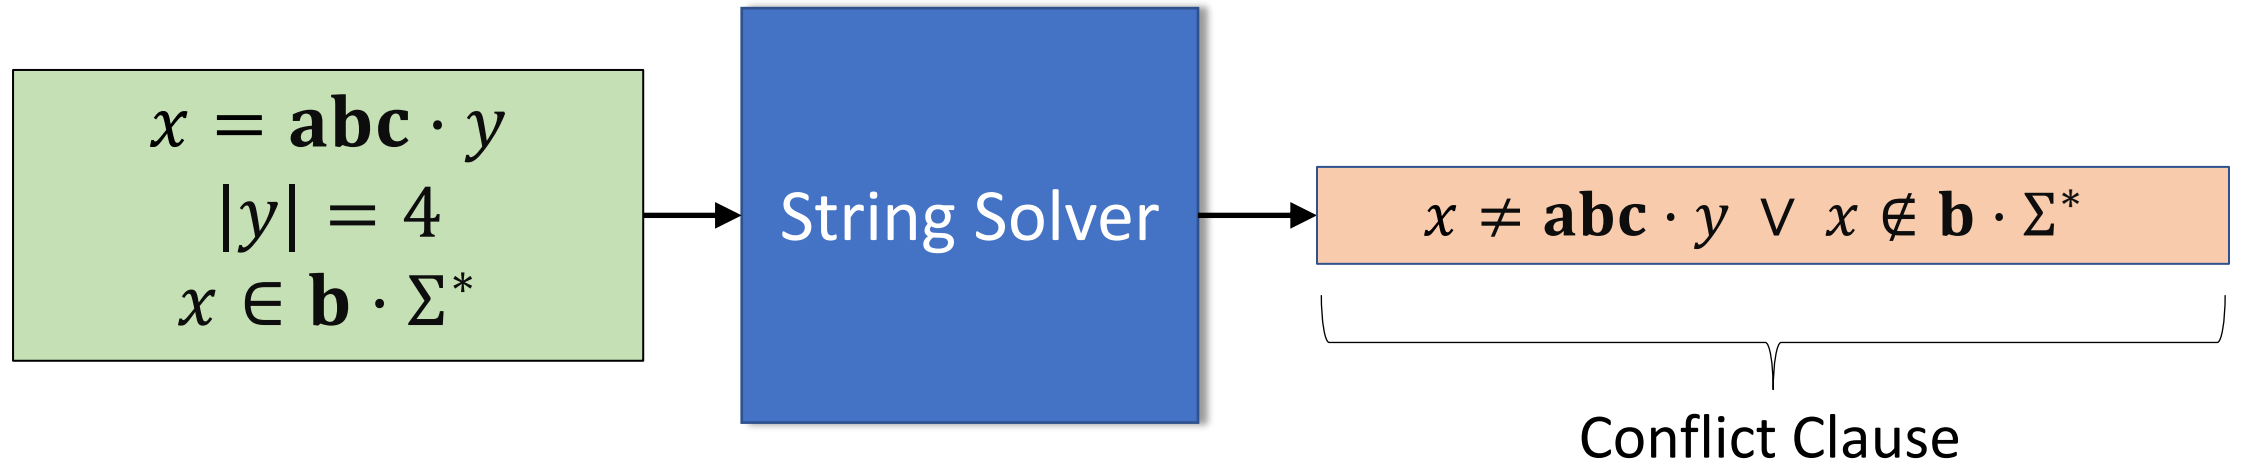 x = abc · y
|y| = 4
x ∈ b · Σ*
String Solver
x ≠ abc · y ∨ x ∉ b · Σ*
Conflict Clause